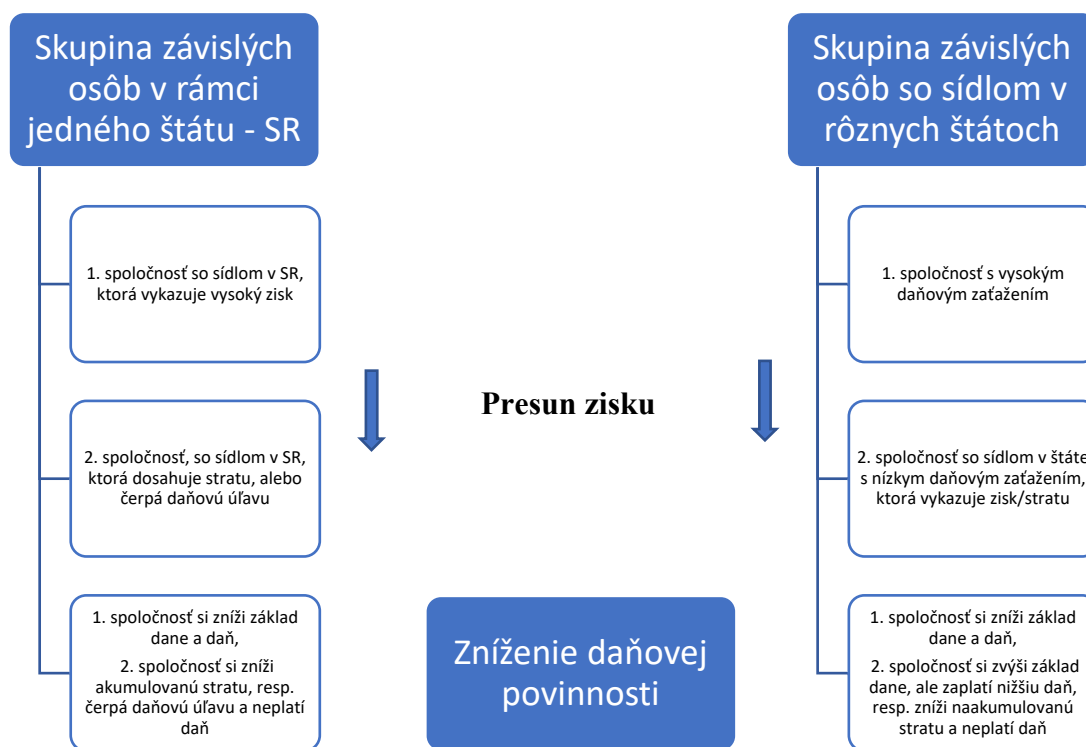 Skupina závislých
osôb v rámci
jedného štátu - SR
1. spoločnosť so sídlom v SR,
ktorá vykazuje vysoký zisk
2. spoločnosť, so sídlom v SR,
ktorá dosahuje stratu, alebo
čerpá daňovú úľavu
1. spoločnosť si zníži základ
dane a daň,
2. spoločnosť si zníži
akumulovanú stratu, resp.
čerpá daňovú úľavu a neplatí
daň
Presun zisku
Zníženie daňovej
povinnosti
Skupina závislých
osôb so sídlom v
rôznych štátoch
1. spoločnosť s vysokým
daňovým zaťažením
2. spoločnosť so sídlom v štáte
s nízkym daňovým zaťažením,
ktorá vykazuje zisk/stratu
1. spoločnosť si zníži základ
dane a daň,
2. spoločnosť si zvýši základ
dane, ale zaplatí nižšiu daň,
resp. zníži naakumulovanú
stratu a neplatí daň